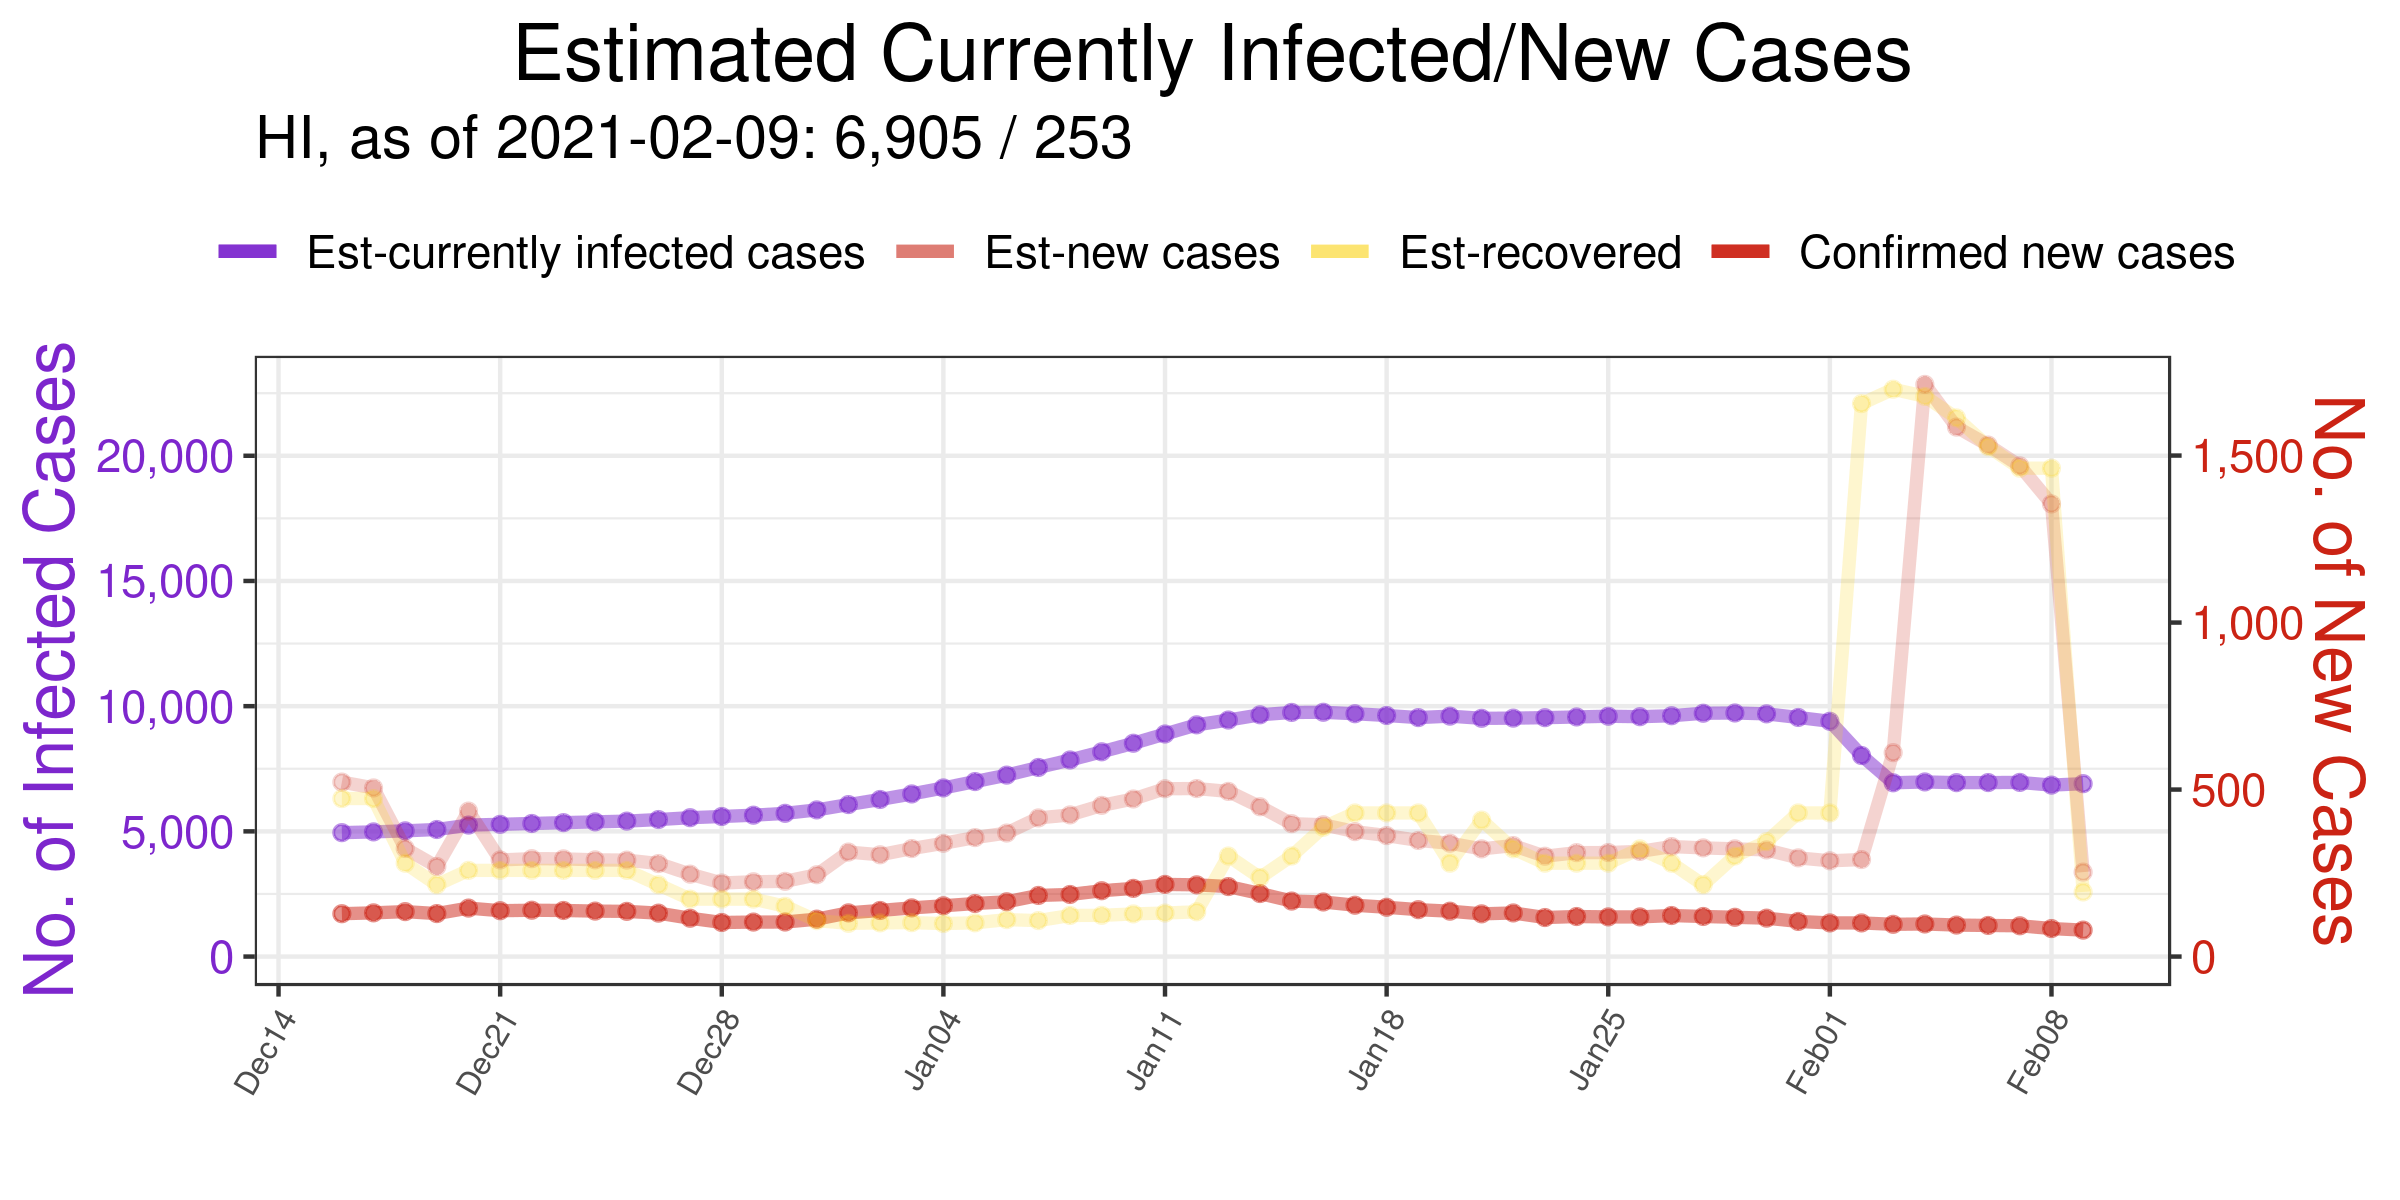 Estimated Currently Infected/New Cases
HI, as of 2021-02-09: 6,905 / 253
Est-currently infected cases Est-new cases Est-recovered Confirmed new cases
No. of Infected Cases
20,000
15,000
10,000
5,000
0
1,500
1,000
500
0
No. of New Cases
Dec14 Dec21 Dec28 Jan04 Jan11 Jan18 Jan25 Feb01 Feb08